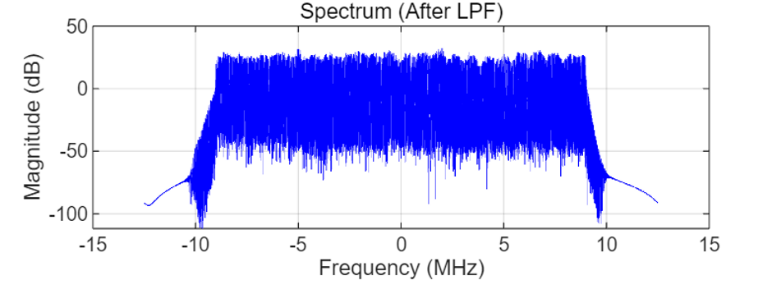 Spectrum (After LPF)
50
0
-50
-100
Magnitude (dB)
-15 -10 -5 0 5 10 15
Frequency (MHz)